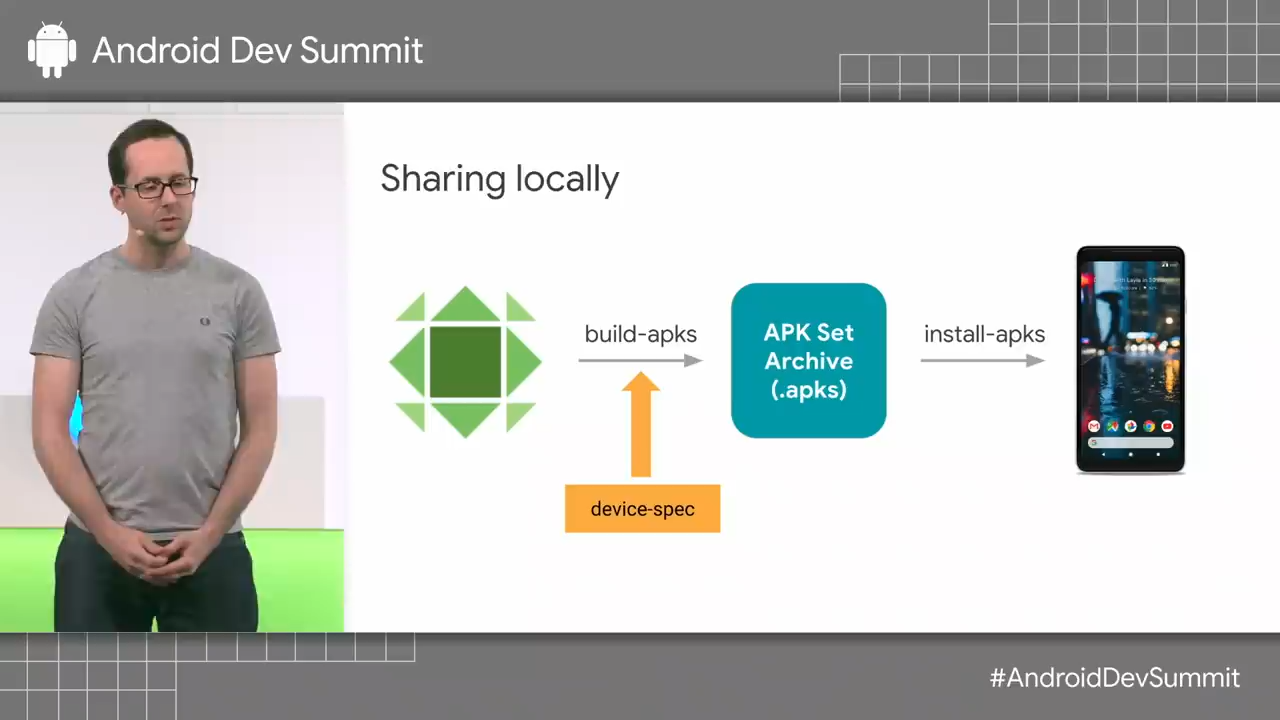 Android Dev Summit
Sharing locally
build-apks
APK Set
Archive
(.apks)
install-apks
device-spec
#AndroidDevSummit